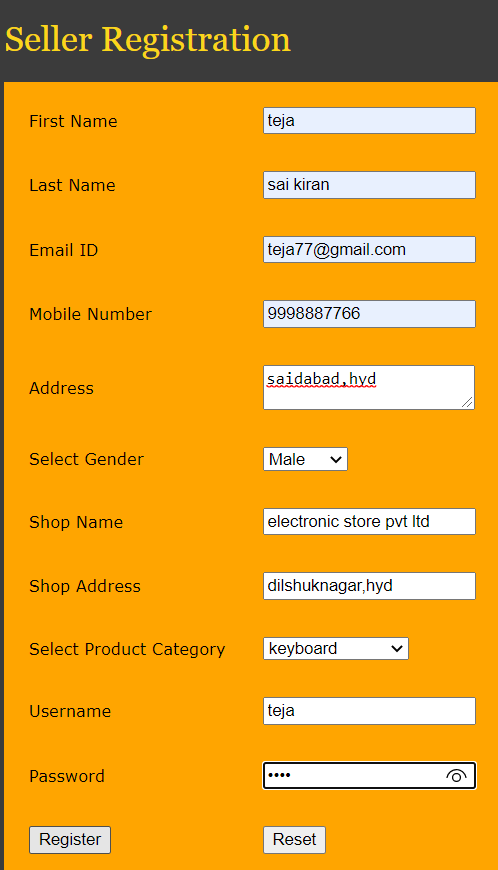 Seller Registration
First Name teja
Last Name sai kiran
Email ID teja77@gmail.com
Mobile Number 9998887766
Address saidabad,hyd
Select Gender Male
Shop Name electronic store pvt ltd
Shop Address dilshuknagar,hyd
Select Product Category keyboard
Username teja
Password ••••
Register Reset